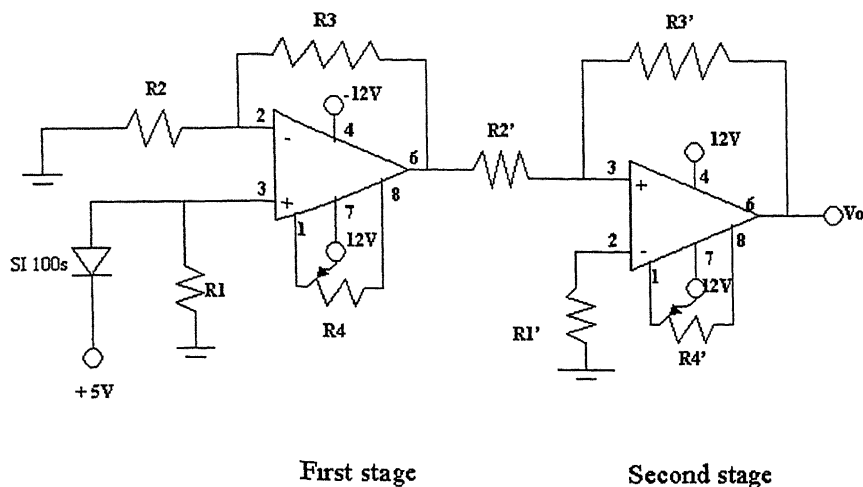 R3
R2
2
-12V
-
4
6
3
+
7
8
1
12V
R4
SI 100s
R1
+5V
R3'
R2'
12V
3
4
+
6
Vo
2
-
7
8
1
12V
R1'
R4'
First stage
Second stage